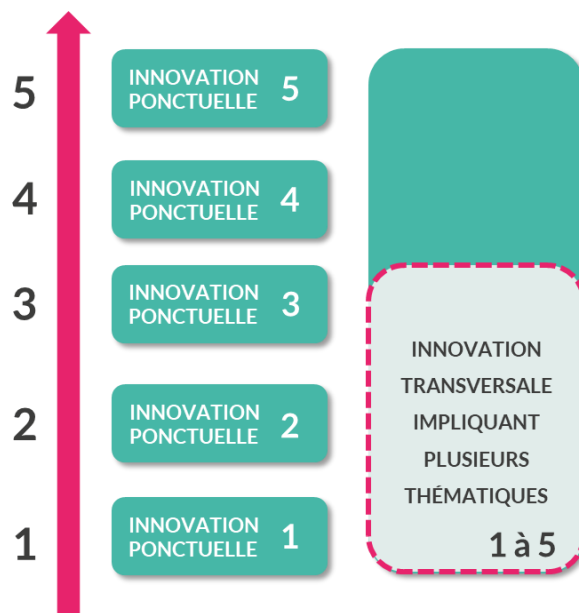 5
INNOVATION
PONCTUELLE 5
4
INNOVATION
PONCTUELLE 4
3
INNOVATION
PONCTUELLE 3
2
INNOVATION
PONCTUELLE 2
1
INNOVATION
PONCTUELLE 1
INNOVATION
TRANSVERSALE
IMPLIQUANT
PLUSIEURS
THÉMATIQUES
1 à 5